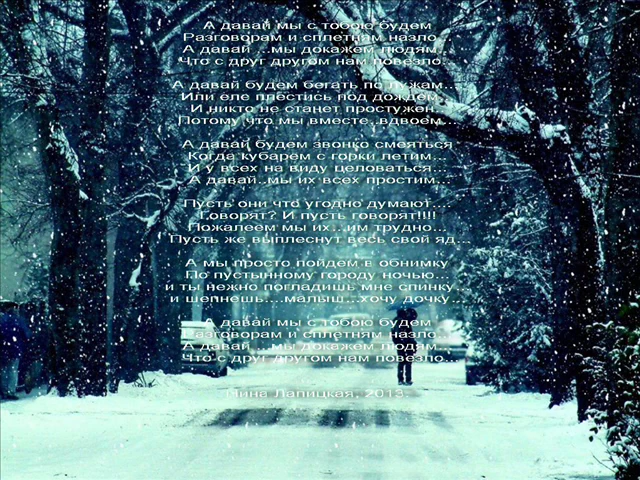 А давай мы с тобою будем
Разговорам и сплетням назло...
А давай ...мы докажем людям...
Что с друг другом нам повезло...
А давай будем бегать по лужам...
Или еле плестись под дождем...
И никто не станет простужен..
Потому что мы вместе..вдвоем...
А давай будем звонко смеяться
Когда кубарем с горки летим...
И у всех на виду целоваться..
А давай..мы их всех простим...
Пусть они что угодно думают....
Говорят? И пусть говорят!!!!
Пожалеем мы их...им трудно...
Пусть же выплеснут весь свой яд...
А мы просто пойдем в обнимку
По пустынному городу ночью...
и ты нежно погладишь мне спинку..
и шепнешь....малыш...хочу дочку...
А давай мы с тобою будем
Разговорам и сплетням назло...
А давай ...мы докажем людям...
Что с друг другом нам повезло...
Мина Лапицкая. 2013.